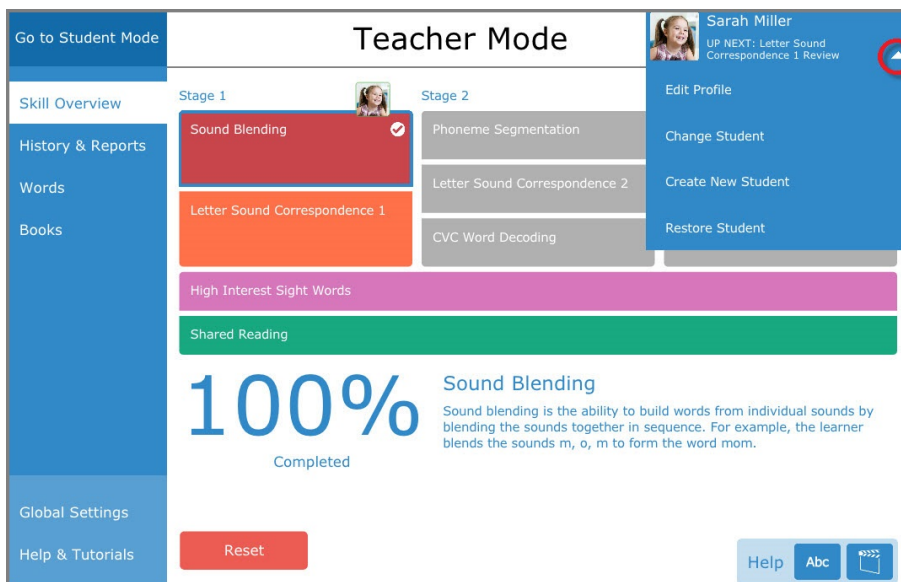 Go to Student Mode
Teacher Mode
Sarah Miller
UP NEXT: Letter Sound
Correspondence 1 Review
Edit Profile
Change Student
Create New Student
Restore Student
Skill Overview
History & Reports
Words
Books
Stage 1
Stage 2
Sound Blending
Phoneme Segmentation
Letter Sound Correspondence 2
Letter Sound Correspondence 1
CVC Word Decoding
High Interest Sight Words
Shared Reading
100%
Completed
Sound Blending
Sound blending is the ability to build words from individual sounds by
blending the sounds together in sequence. For example, the learner
blends the sounds m, o, m to form the word mom.
Global Settings
Help & Tutorials
Reset
Help
Abc